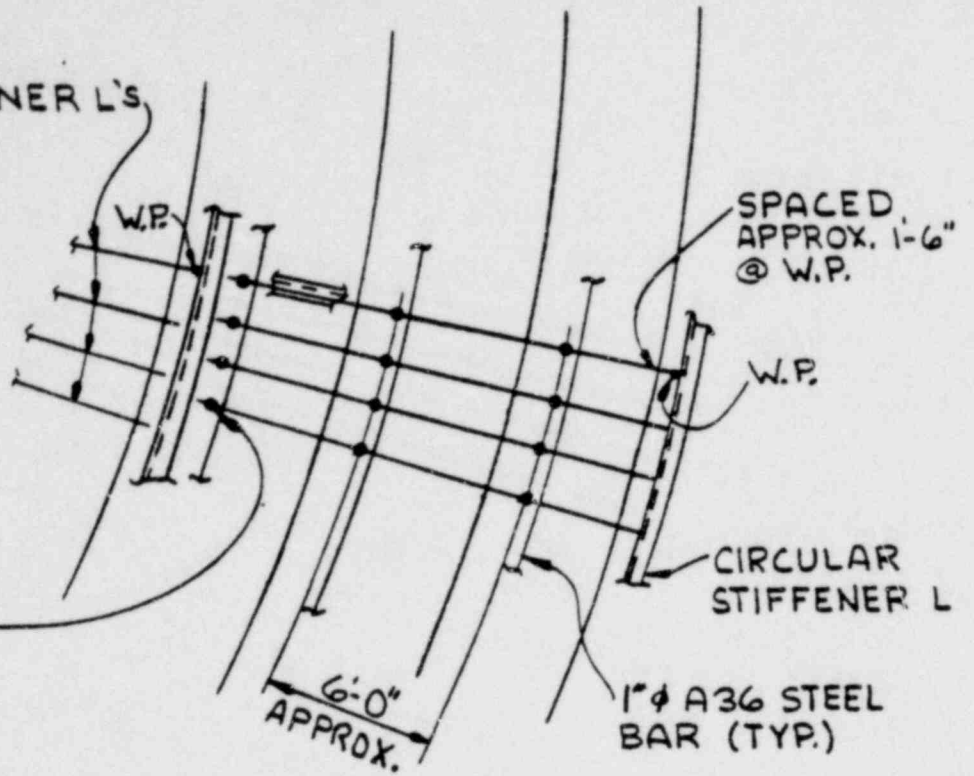 NER L'S
W.P.
SPACED
APPROX. 1'-6"
@ W.P.
W.P.
CIRCULAR
STIFFENER L
6'-0"
APPROX.
1"φ A36 STEEL
BAR (TYP.)